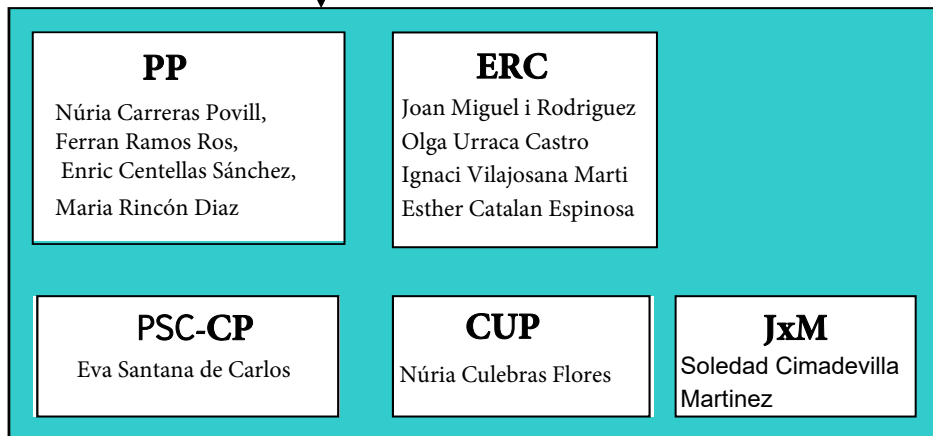 PP
Núria Carreras Povill,
Ferran Ramos Ros,
Enric Centellas Sánchez,
Maria Rincón Diaz
ERC
Joan Miguel i Rodriguez
Olga Urraca Castro
Ignaci Vilajosana Marti
Esther Catalan Espinosa
PSC-CP
Eva Santana de Carlos
CUP
Núria Culebras Flores
JxM
Soledad Cimadevilla
Martinez